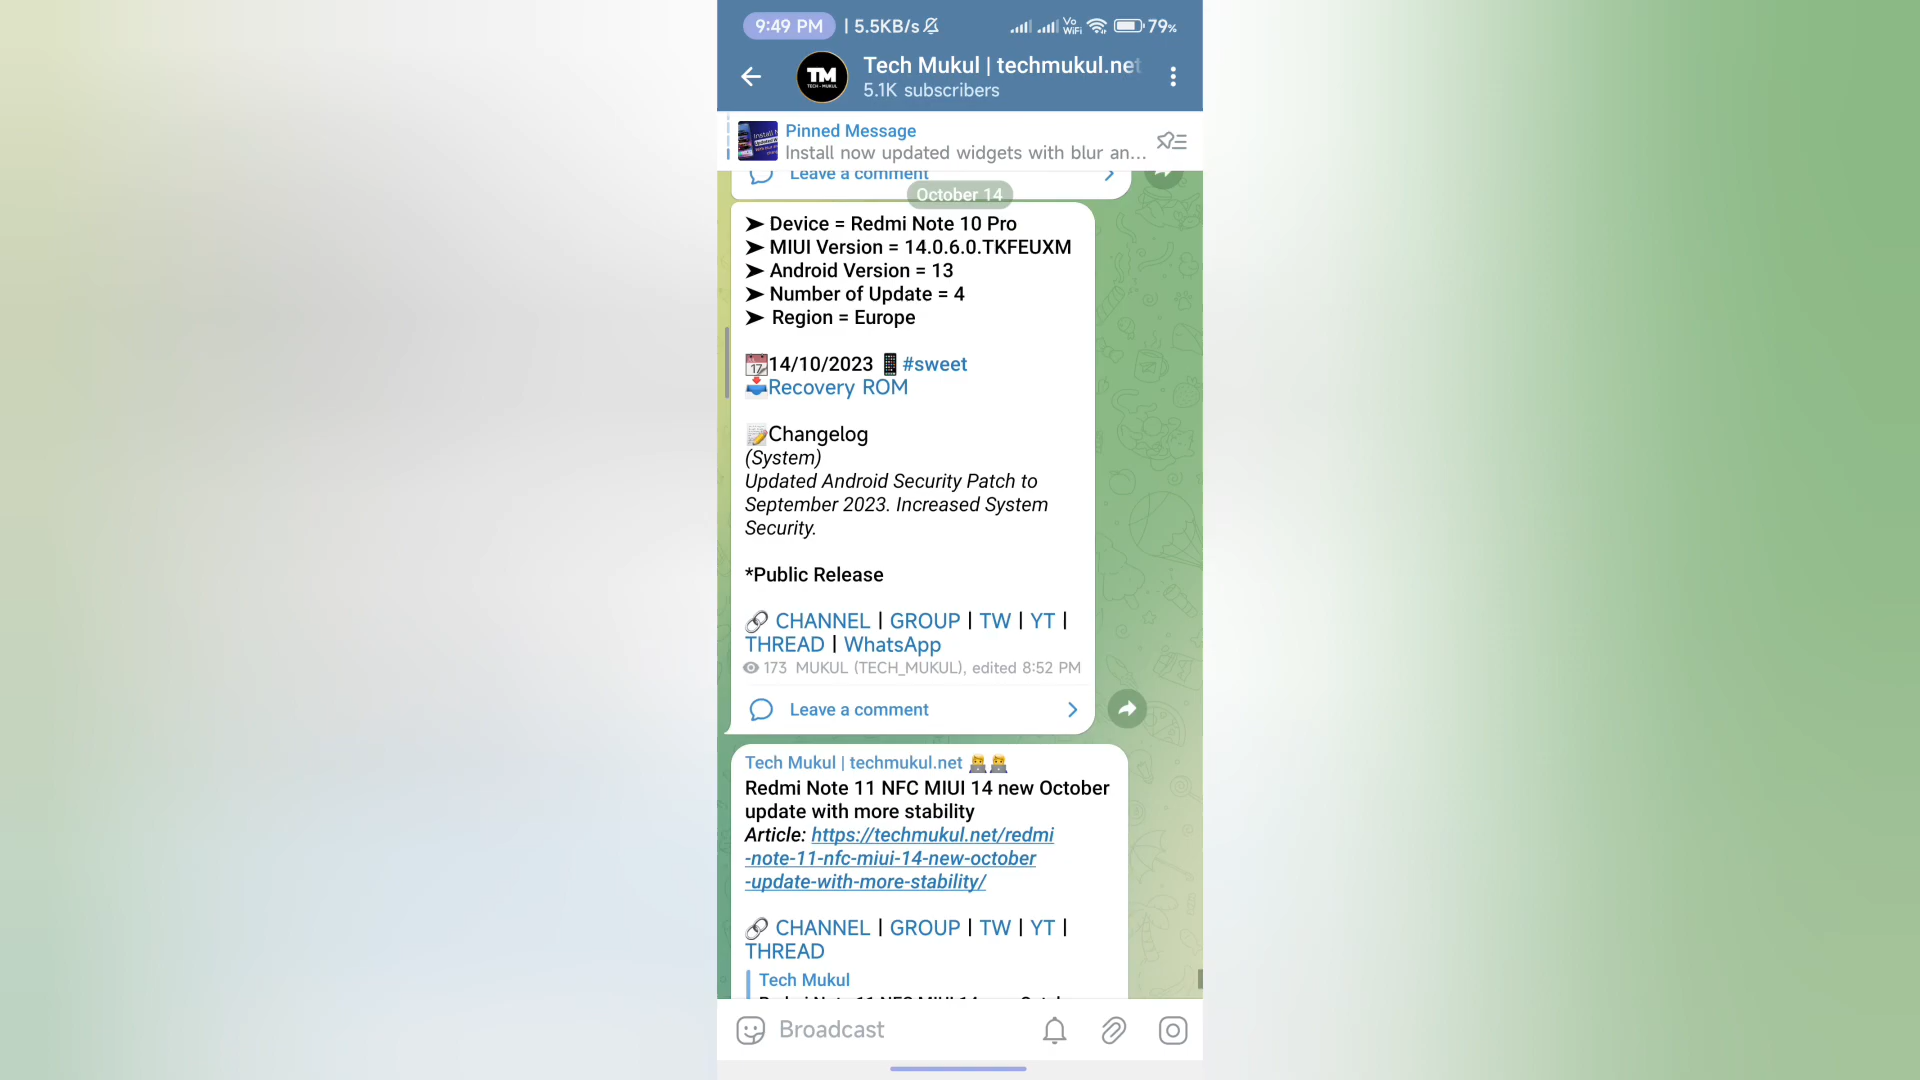 9:49 PM | 5.5KB/s Vo WiFi 79%
TM
TECH - MUKUL
Tech Mukul | techmukul.net
5.1K subscribers
Pinned Message
Install now updated widgets with blur an...
Leave a comment
October 14
➤ Device = Redmi Note 10 Pro
➤ MIUI Version = 14.0.6.0.TKFEUXM
➤ Android Version = 13
➤ Number of Update = 4
➤ Region = Europe
📆14/10/2023 📱#sweet
📥Recovery ROM
📝Changelog
(System)
Updated Android Security Patch to
September 2023. Increased System
Security.
*Public Release
🔗 CHANNEL | GROUP | TW | YT |
THREAD | WhatsApp
173 MUKUL (TECH_MUKUL), edited 8:52 PM
Leave a comment
Tech Mukul | techmukul.net 👨‍💻👨‍💻
Redmi Note 11 NFC MIUI 14 new October
update with more stability
Article: https://techmukul.net/redmi
-note-11-nfc-miui-14-new-october
-update-with-more-stability/
🔗 CHANNEL | GROUP | TW | YT |
THREAD
Tech Mukul
Broadcast